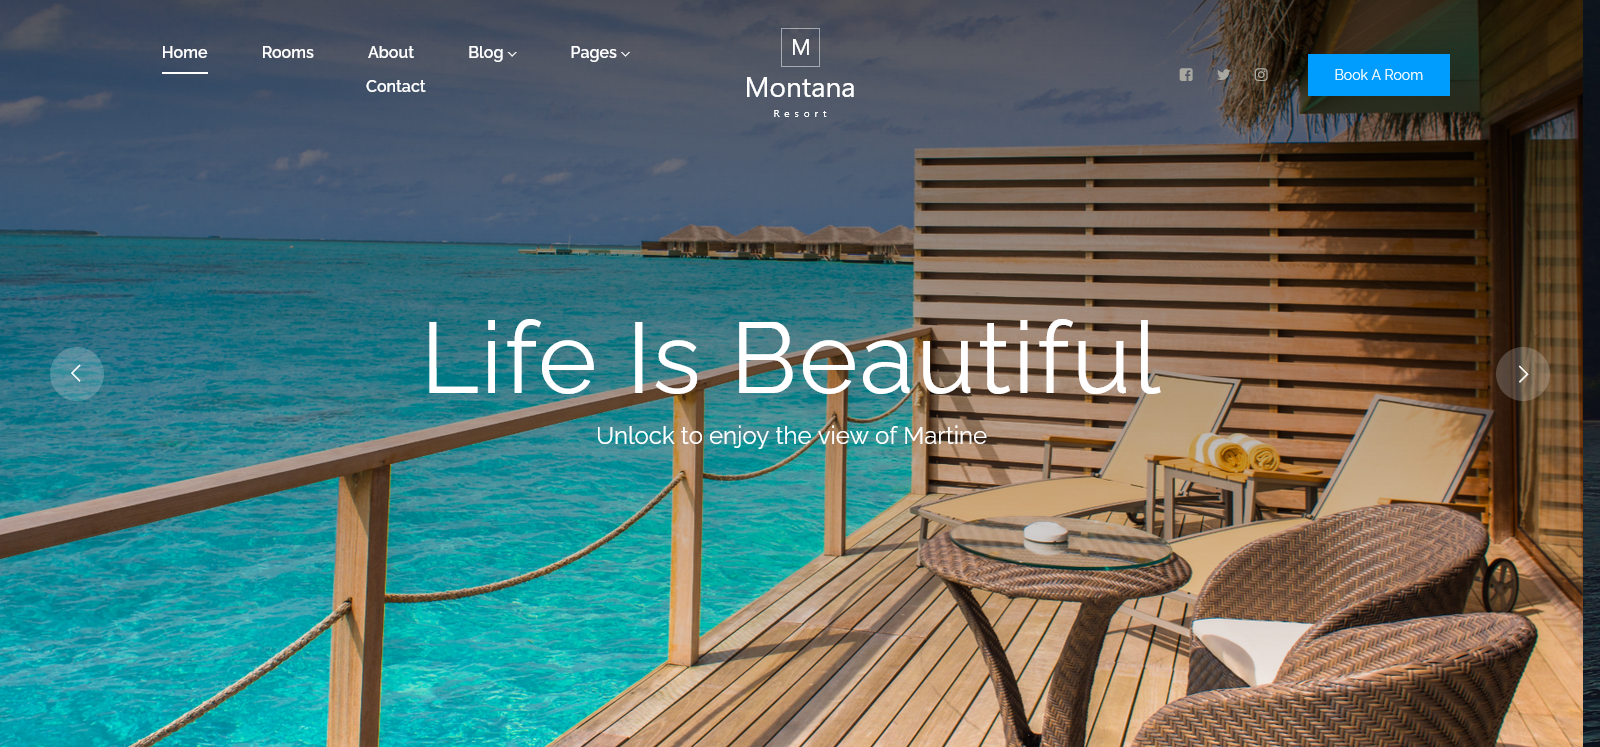 Home Rooms About Blog Pages
Contact
M
Montana
Resort
Book A Room
Life Is Beautiful
Unlock to enjoy the view of Martine